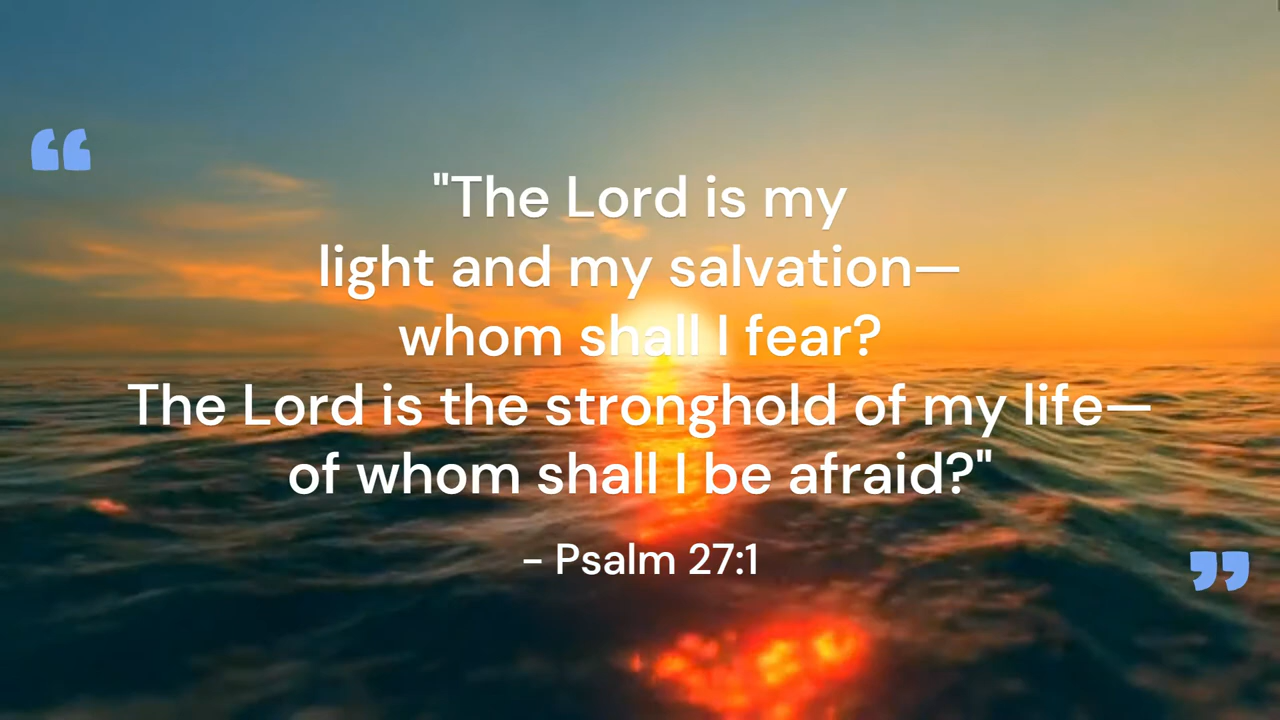 "The Lord is my
light and my salvation—
whom shall I fear?
The Lord is the stronghold of my life—
of whom shall I be afraid?"
– Psalm 27:1